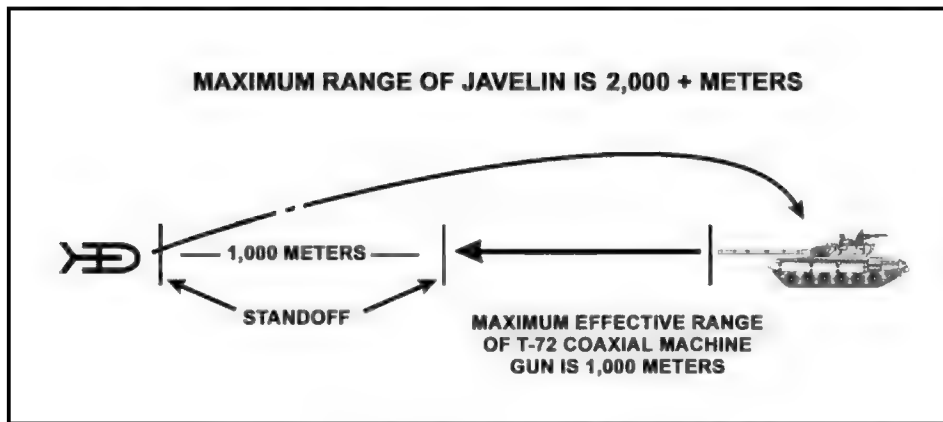 MAXIMUM RANGE OF JAVELIN IS 2,000 + METERS
1,000 METERS
STANDOFF
MAXIMUM EFFECTIVE RANGE
OF T-72 COAXIAL MACHINE
GUN IS 1,000 METERS